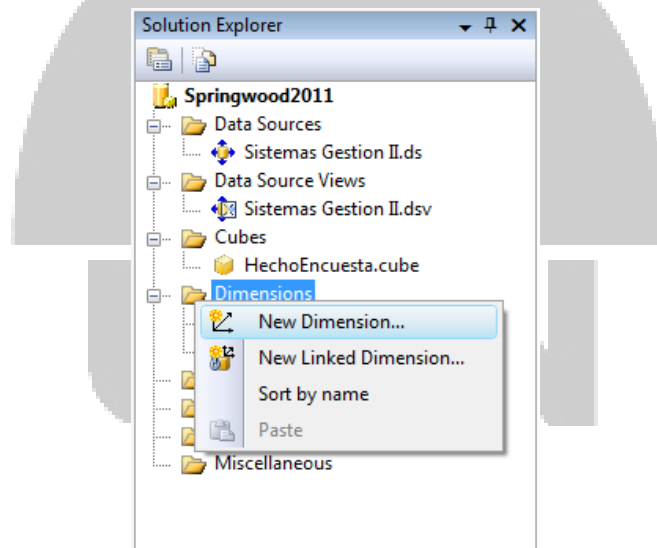 Solution Explorer
Springwood2011
Data Sources
Sistemas Gestion II.ds
Data Source Views
Sistemas Gestion II.dsv
Cubes
HechoEncuesta.cube
Dimensions
New Dimension...
New Linked Dimension...
Sort by name
Paste
Miscellaneous